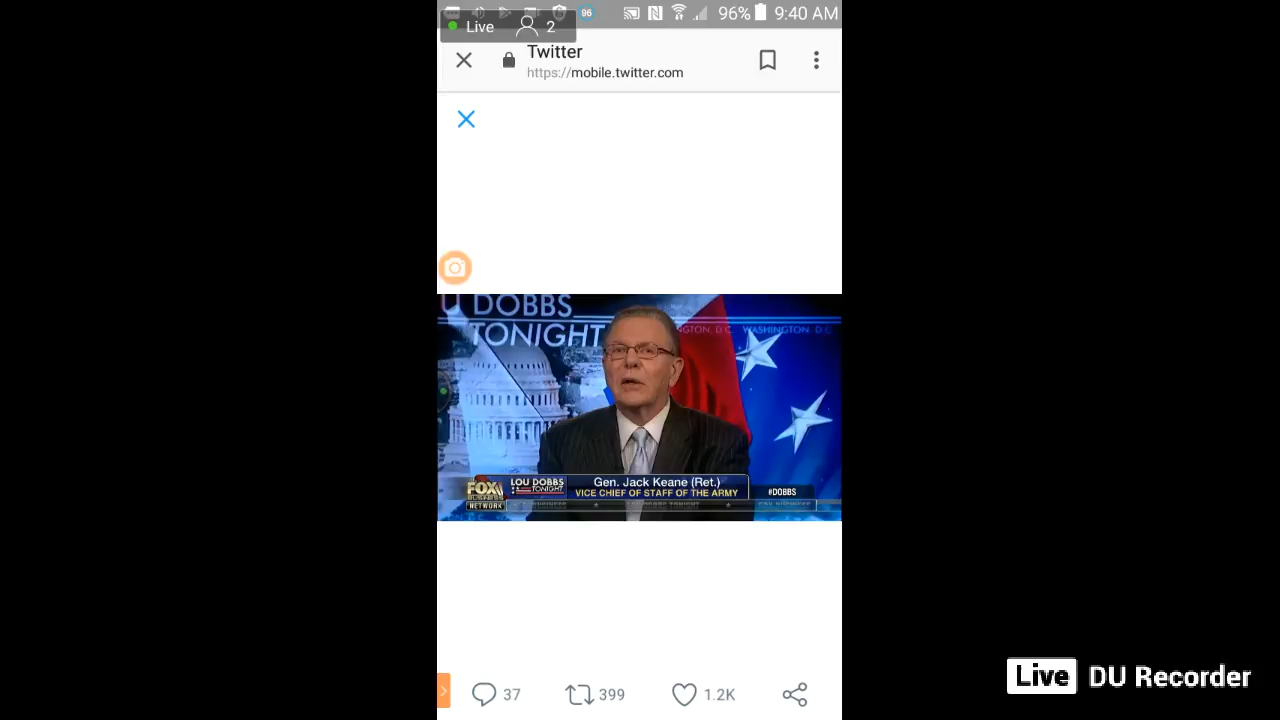 96
96%
9:40 AM
Live
2
Twitter
https://mobile.twitter.com
U DOBBS
TONIGHT
NGTON, D.C.
WASHINGTON, D.C.
FOX
BUSINESS
NETWORK
LOU DOBBS
TONIGHT
Gen. Jack Keane (Ret.)
VICE CHIEF OF STAFF OF THE ARMY
#DOBBS
37
399
1.2K
Live DU Recorder